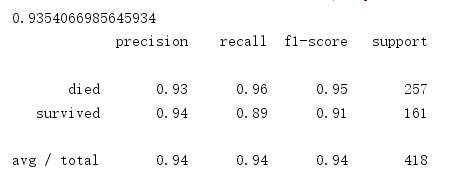 0.9354066985645934
precision recall f1-score support
died 0.93 0.96 0.95 257
survived 0.94 0.89 0.91 161
avg / total 0.94 0.94 0.94 418